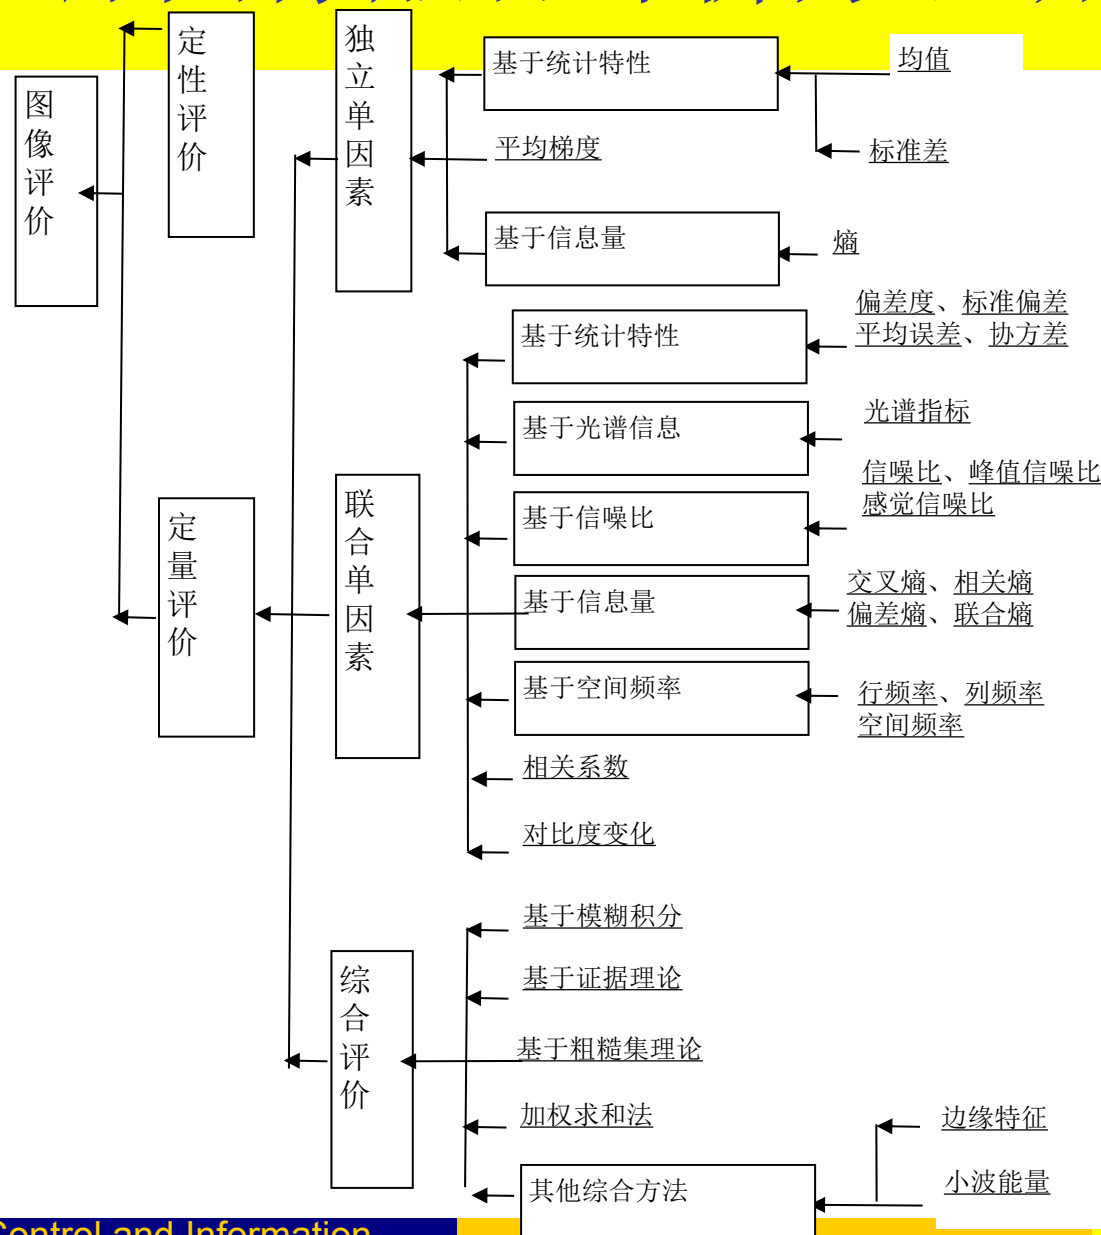 图像评价
定性评价
定量评价
独立单因素
基于统计特性
均值
标准差
平均梯度
基于信息量
熵
联合单因素
基于统计特性
偏差度、标准偏差
平均误差、协方差
基于光谱信息
光谱指标
基于信噪比
信噪比、峰值信噪比
感觉信噪比
基于信息量
交叉熵、相关熵
偏差熵、联合熵
基于空间频率
行频率、列频率
空间频率
相关系数
对比度变化
综合评价
基于模糊积分
基于证据理论
基于粗糙集理论
加权求和法
其他综合方法
边缘特征
小波能量
Control and Information